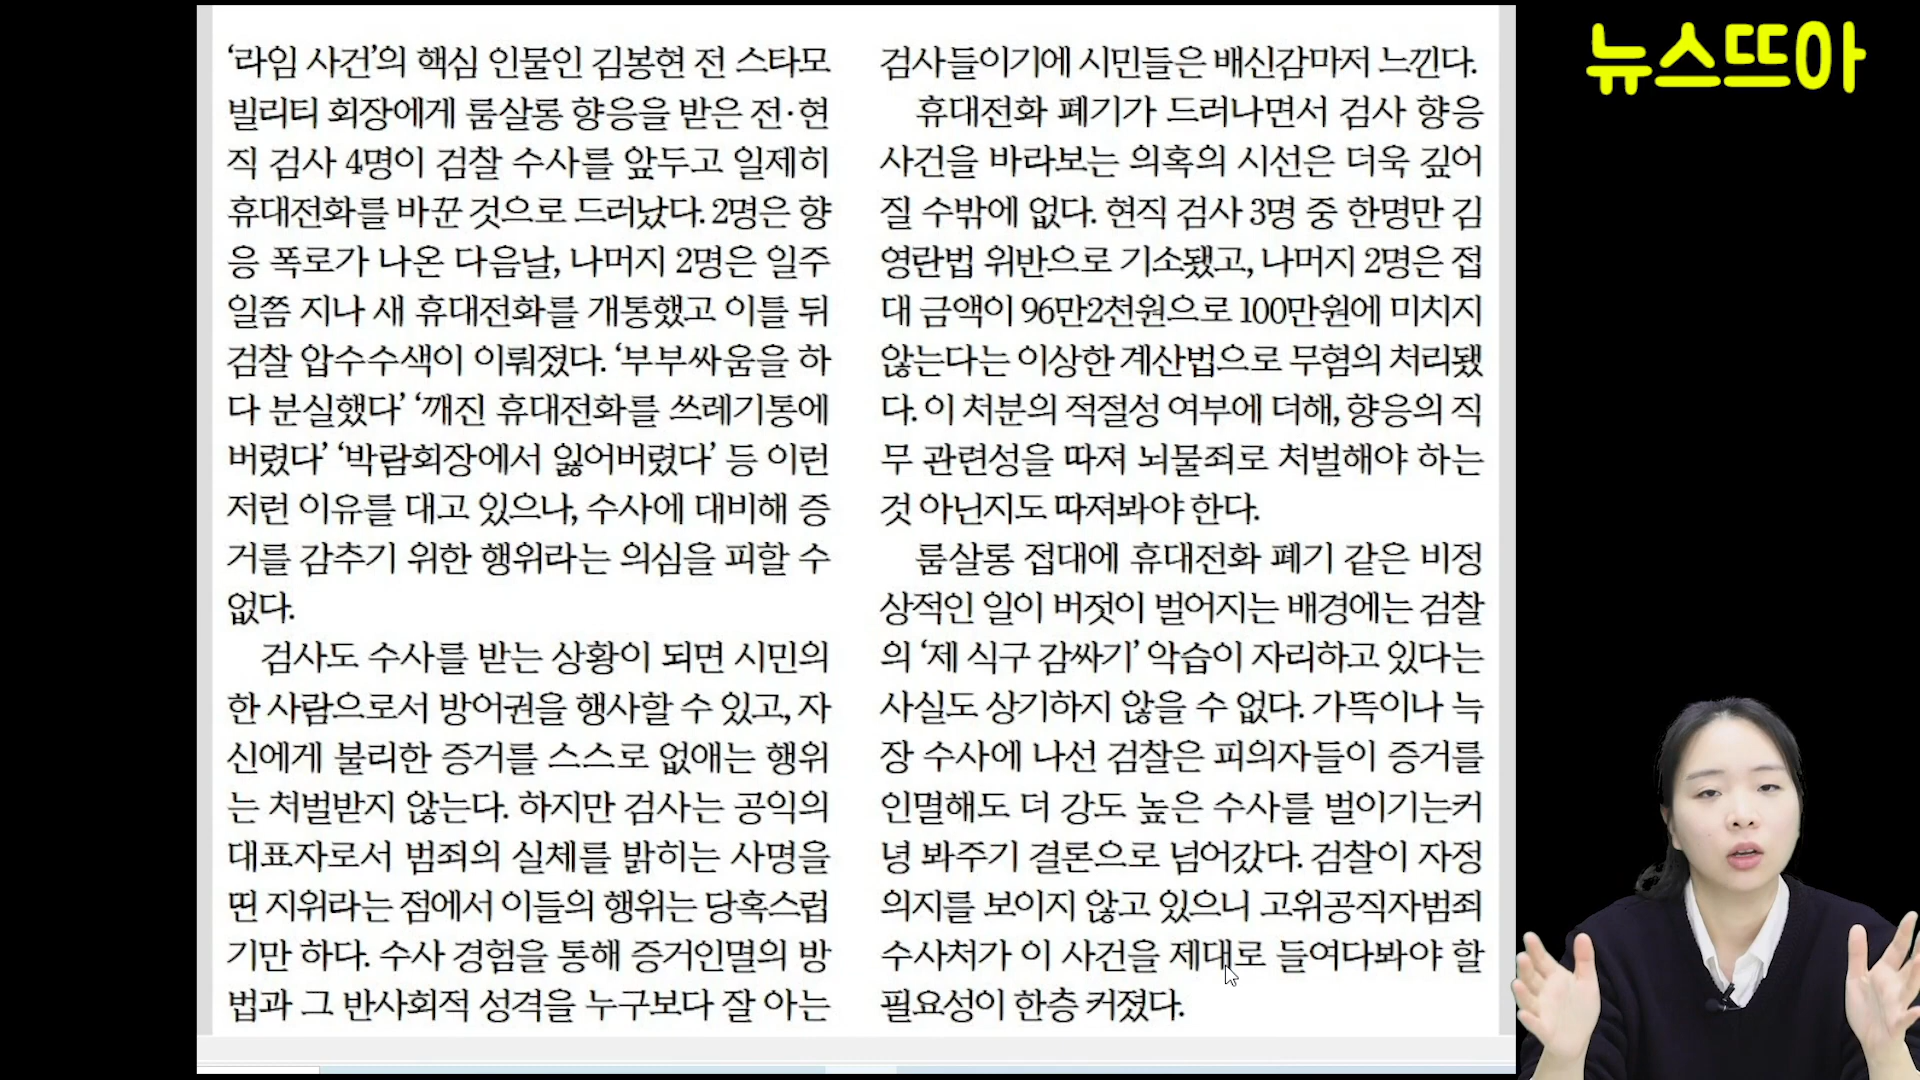 ‘라임 사건’의 핵심 인물인 김봉현 전 스타모
빌리티 회장에게 룸살롱 향응을 받은 전·현
직 검사 4명이 검찰 수사를 앞두고 일제히
휴대전화를 바꾼 것으로 드러났다. 2명은 향
응 폭로가 나온 다음날, 나머지 2명은 일주
일쯤 지나 새 휴대전화를 개통했고 이틀 뒤
검찰 압수수색이 이뤄졌다. ‘부부싸움을 하
다 분실했다’ ‘깨진 휴대전화를 쓰레기통에
버렸다’ ‘박람회장에서 잃어버렸다’ 등 이런
저런 이유를 대고 있으나, 수사에 대비해 증
거를 감추기 위한 행위라는 의심을 피할 수
없다.
검사도 수사를 받는 상황이 되면 시민의
한 사람으로서 방어권을 행사할 수 있고, 자
신에게 불리한 증거를 스스로 없애는 행위
는 처벌받지 않는다. 하지만 검사는 공익의
대표자로서 범죄의 실체를 밝히는 사명을
띤 지위라는 점에서 이들의 행위는 당혹스럽
기만 하다. 수사 경험을 통해 증거인멸의 방
법과 그 반사회적 성격을 누구보다 잘 아는
검사들이기에 시민들은 배신감마저 느낀다.
휴대전화 폐기가 드러나면서 검사 향응
사건을 바라보는 의혹의 시선은 더욱 깊어
질 수밖에 없다. 현직 검사 3명 중 한명만 김
영란법 위반으로 기소됐고, 나머지 2명은 접
대 금액이 96만2천원으로 100만원에 미치지
않는다는 이상한 계산법으로 무혐의 처리됐
다. 이 처분의 적절성 여부에 더해, 향응의 직
무 관련성을 따져 뇌물죄로 처벌해야 하는
것 아닌지도 따져봐야 한다.
룸살롱 접대에 휴대전화 폐기 같은 비정
상적인 일이 버젓이 벌어지는 배경에는 검찰
의 ‘제 식구 감싸기’ 악습이 자리하고 있다는
사실도 상기하지 않을 수 없다. 가뜩이나 늑
장 수사에 나선 검찰은 피의자들이 증거를
인멸해도 더 강도 높은 수사를 벌이기는커
녕 봐주기 결론으로 넘어갔다. 검찰이 자정
의지를 보이지 않고 있으니 고위공직자범죄
수사처가 이 사건을 제대로 들여다봐야 할
필요성이 한층 커졌다.
뉴스뜨아